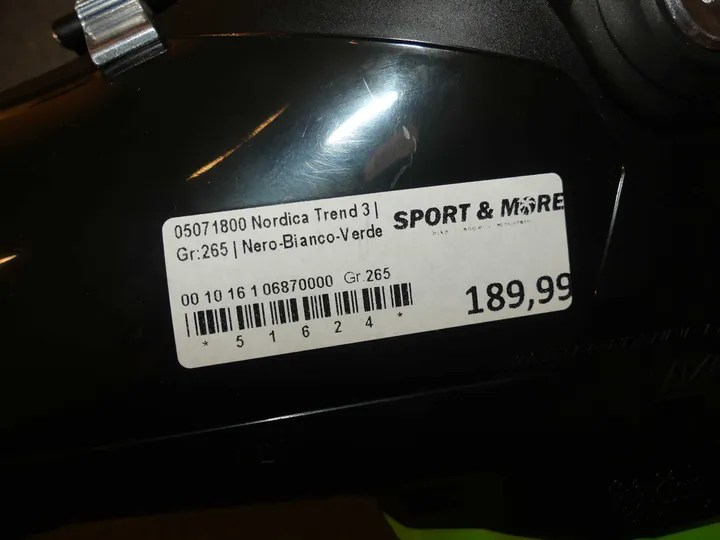 05071800 Nordica Trend 3 |
Gr:265 | Nero-Bianco-Verde
SPORT & MORE
00 10 16 1 06870000 Gr.265
189,99
* 5 1 6 2 4 *